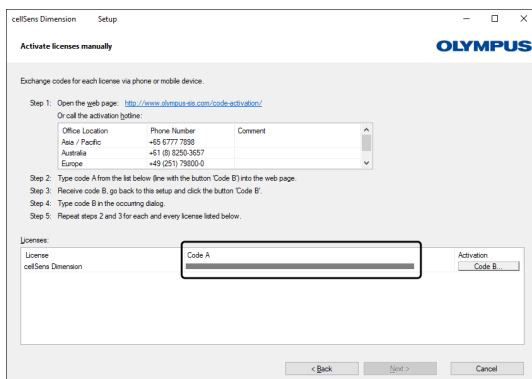 cellSens Dimension Setup
Activate licenses manually
OLYMPUS
Exchange codes for each license via phone or mobile device.
Step 1: Open the web page: http://www.olympus-sis.com/code-activation/
Or call the activation hotline:
Office Location Phone Number Comment
Asia / Pacific +65 6777 7898
Australia +61 (8) 8250-3657
Europe +49 (251) 79800-0
Step 2: Type code A from the list below (line with the button 'Code B') into the web page.
Step 3: Receive code B, go back to this setup and click the button 'Code B'.
Step 4: Type code B in the occurring dialog.
Step 5: Repeat steps 2 and 3 for each and every license listed below.
Licenses:
License Code A Activation
cellSens Dimension Code B...
< Back Next > Cancel